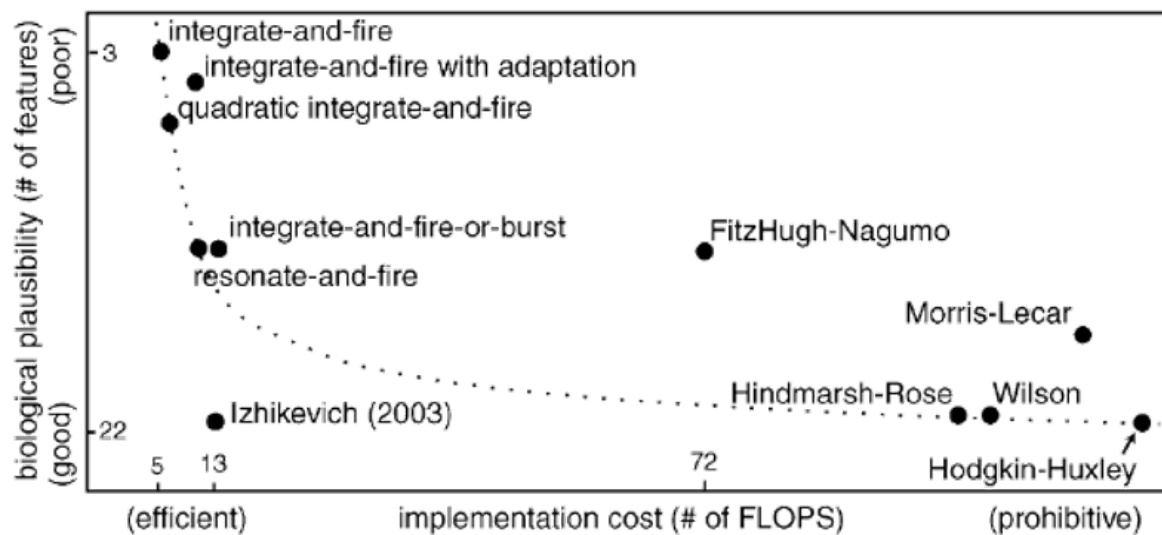 biological plausibility (# of features)
(poor)
(good)
3
22
integrate-and-fire
integrate-and-fire with adaptation
quadratic integrate-and-fire
integrate-and-fire-or-burst
resonate-and-fire
FitzHugh-Nagumo
Morris-Lecar
Hindmarsh-Rose
Wilson
Izhikevich (2003)
Hodgkin-Huxley
5
13
72
(efficient)
implementation cost (# of FLOPS)
(prohibitive)